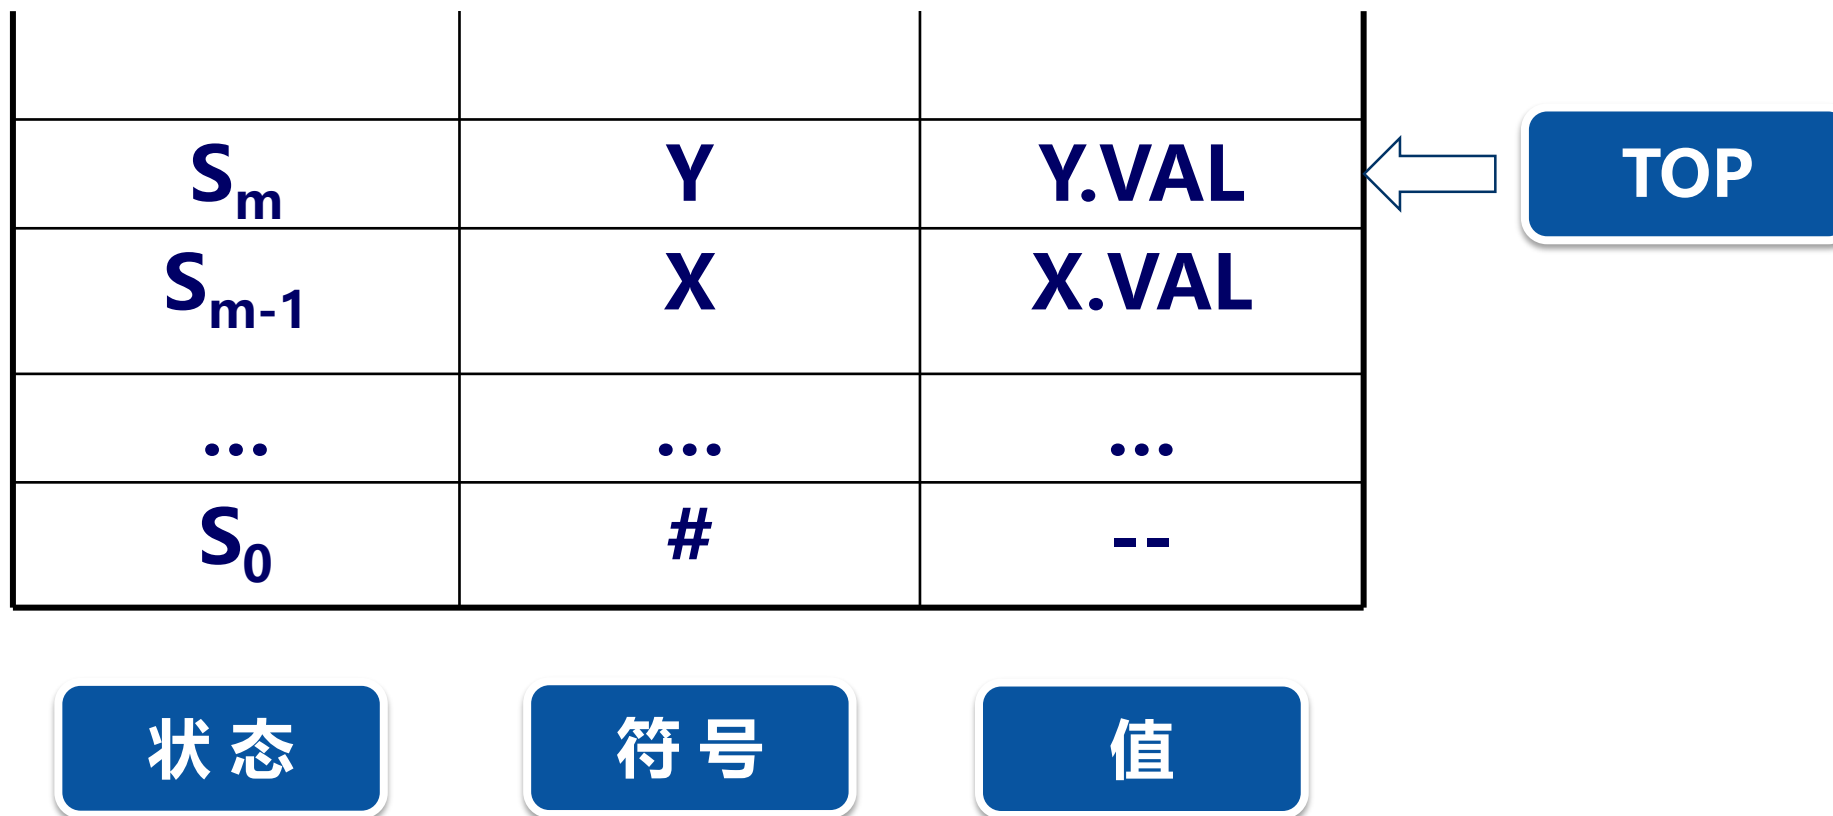 Sm Y Y.VAL TOP
Sm-1 X X.VAL
... ... ...
S0 # --
状 态 符 号 值